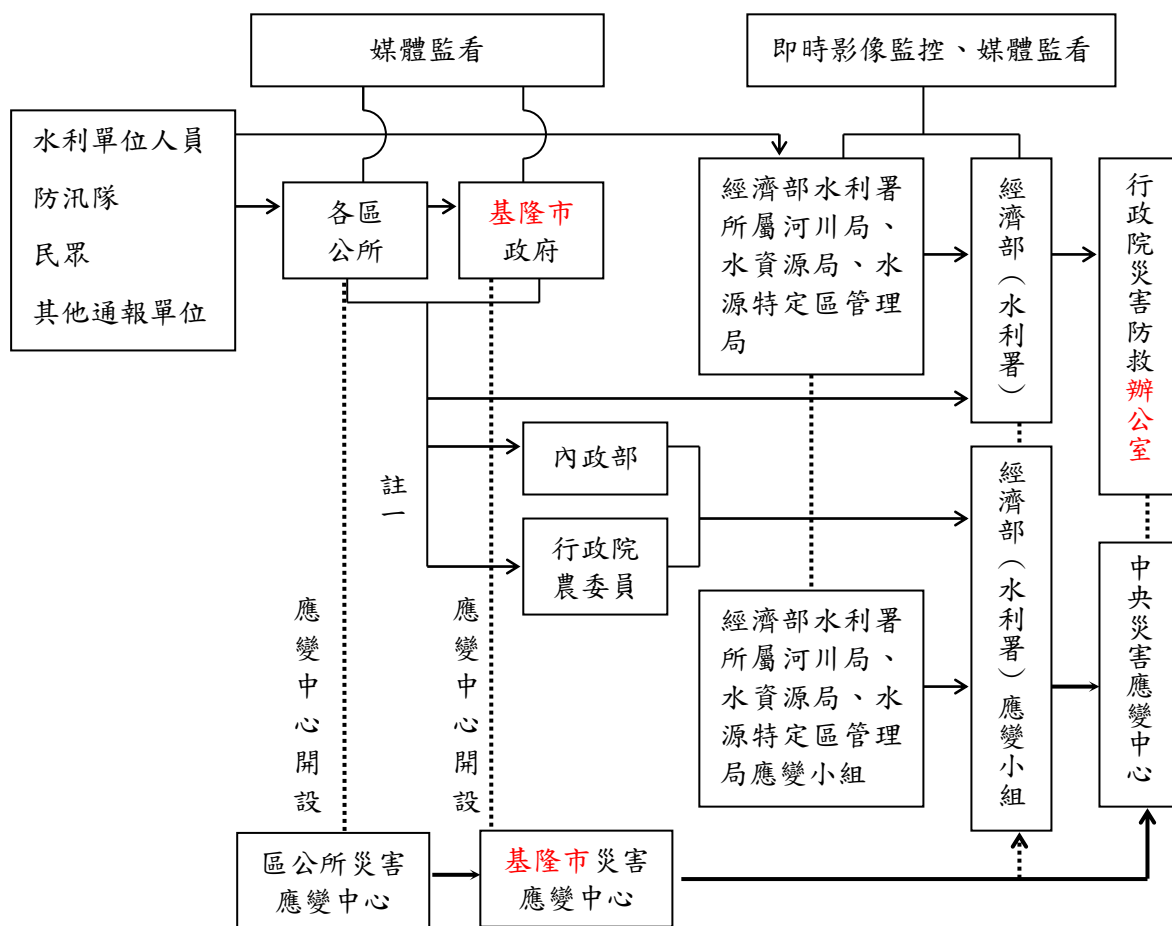 媒體監看
即時影像監控、媒體監看
水利單位人員
防汛隊
民眾
其他通報單位
各區
公所
基隆市
政府
經濟部水利署
所屬河川局、
水資源局、水
源特定區管理
局
經濟部（水利署）
行政院災害防救辦公室
註一
內政部
行政院
農委員
應變中心開設
應變中心開設
經濟部水利署
所屬河川局、
水資源局、水
源特定區管理
局應變小組
經濟部（水利署）應變小組
中央災害應變中心
區公所災害
應變中心
基隆市災害
應變中心